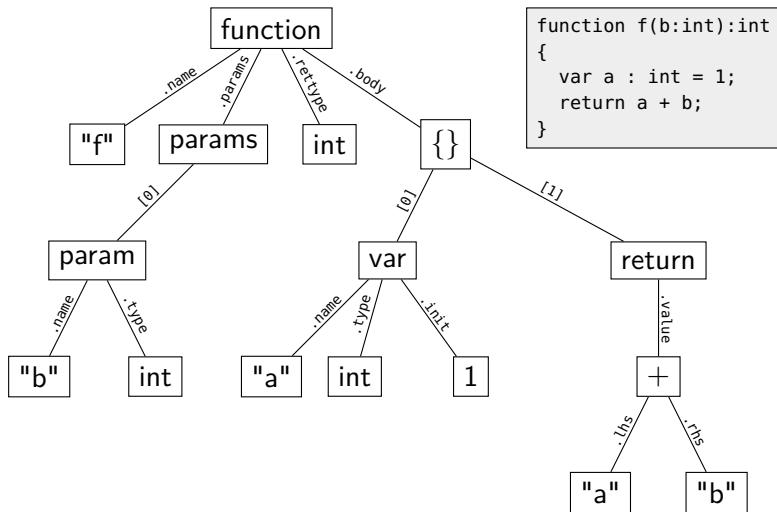 function
function f(b:int):int
{
  var a : int = 1;
  return a + b;
}
.name
.params
.rettype
.body
"f"
params
int
{}
[0]
[0]
[1]
param
var
return
.name
.type
.name
.type
.init
.value
"b"
int
"a"
int
1
+
.lhs
.rhs
"a"
"b"